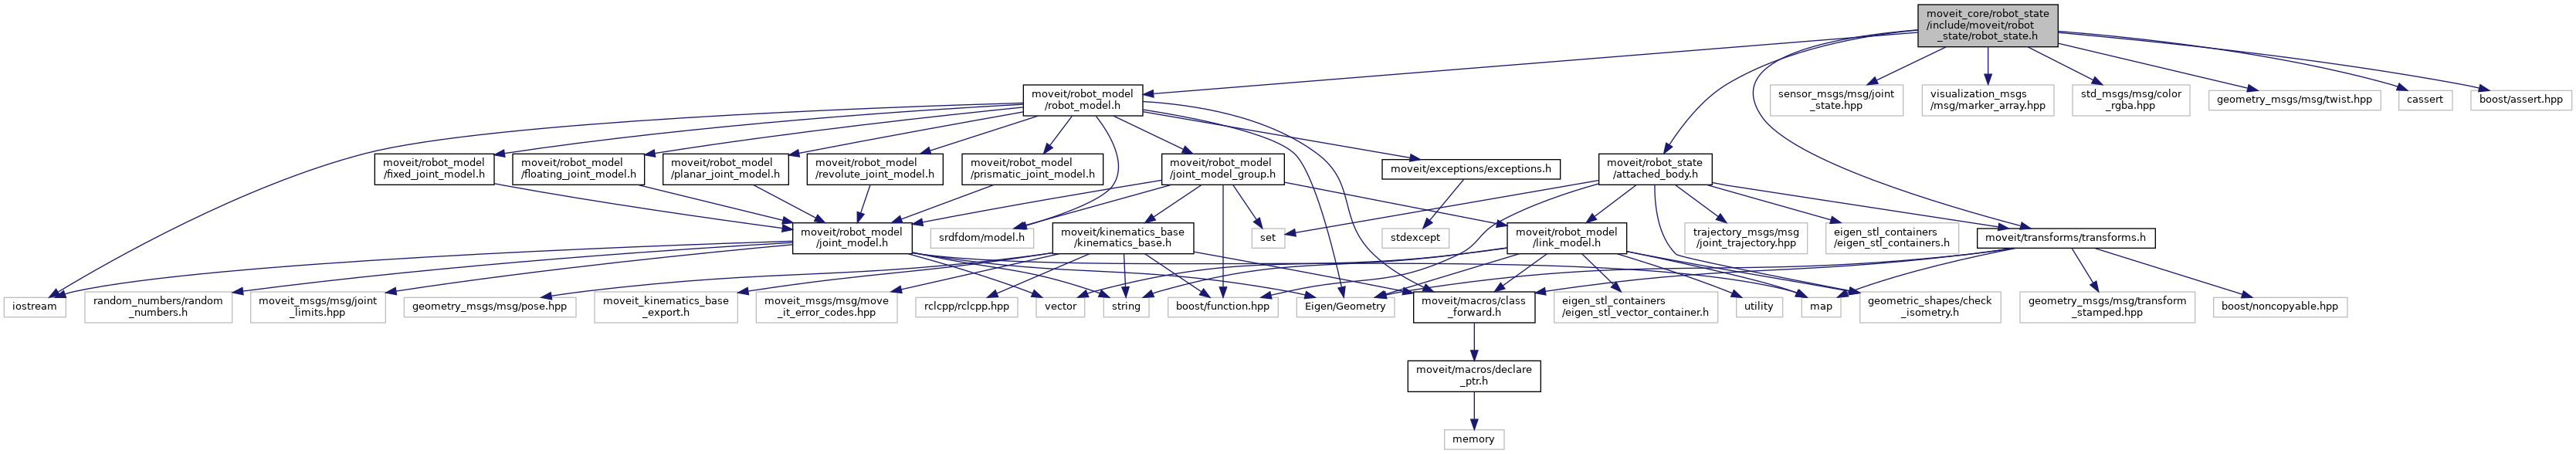 moveit_core/robot_state
/include/moveit/robot
_state/robot_state.h
moveit/robot_model
/robot_model.h
sensor_msgs/msg/joint
_state.hpp
visualization_msgs
/msg/marker_array.hpp
std_msgs/msg/color
_rgba.hpp
geometry_msgs/msg/twist.hpp
cassert
boost/assert.hpp
moveit/robot_model
/fixed_joint_model.h
moveit/robot_model
/floating_joint_model.h
moveit/robot_model
/planar_joint_model.h
moveit/robot_model
/revolute_joint_model.h
moveit/robot_model
/prismatic_joint_model.h
moveit/robot_model
/joint_model_group.h
moveit/exceptions/exceptions.h
moveit/robot_state
/attached_body.h
moveit/robot_model
/joint_model.h
srdfdom/model.h
moveit/kinematics_base
/kinematics_base.h
set
stdexcept
moveit/robot_model
/link_model.h
trajectory_msgs/msg
/joint_trajectory.hpp
eigen_stl_containers
/eigen_stl_containers.h
moveit/transforms/transforms.h
iostream
random_numbers/random
_numbers.h
moveit_msgs/msg/joint
_limits.hpp
geometry_msgs/msg/pose.hpp
moveit_kinematics_base
_export.h
moveit_msgs/msg/move
_it_error_codes.hpp
rclcpp/rclcpp.hpp
vector
string
boost/function.hpp
Eigen/Geometry
moveit/macros/class
_forward.h
eigen_stl_containers
/eigen_stl_vector_container.h
utility
map
geometric_shapes/check
_isometry.h
geometry_msgs/msg/transform
_stamped.hpp
boost/noncopyable.hpp
moveit/macros/declare
_ptr.h
memory